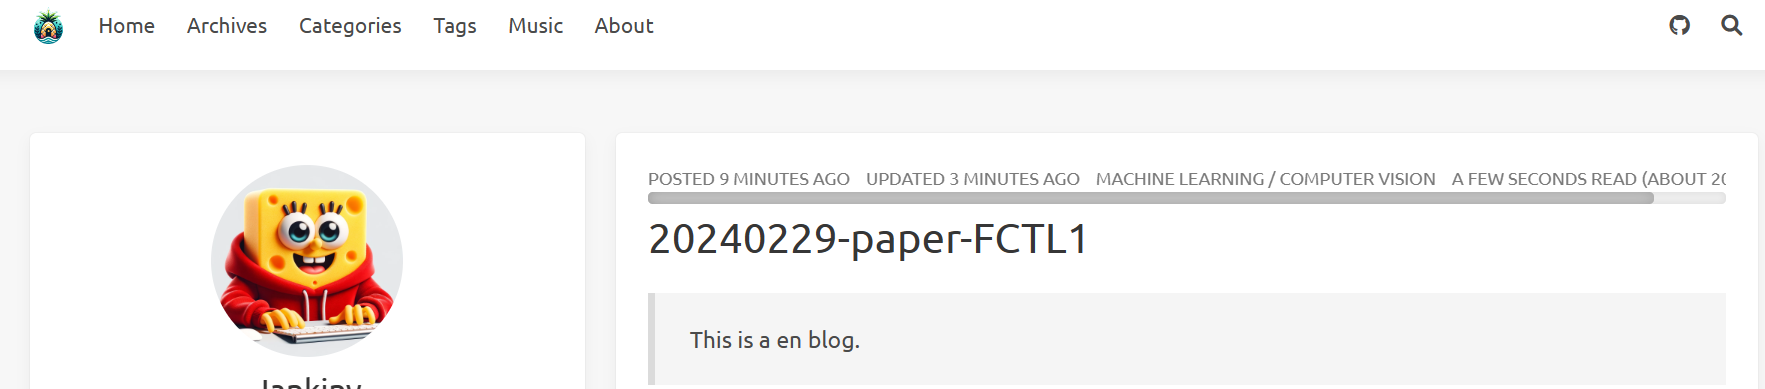 Home Archives Categories Tags Music About
POSTED 9 MINUTES AGO UPDATED 3 MINUTES AGO MACHINE LEARNING / COMPUTER VISION A FEW SECONDS READ (ABOUT
20240229-paper-FCTL1
This is a en blog.